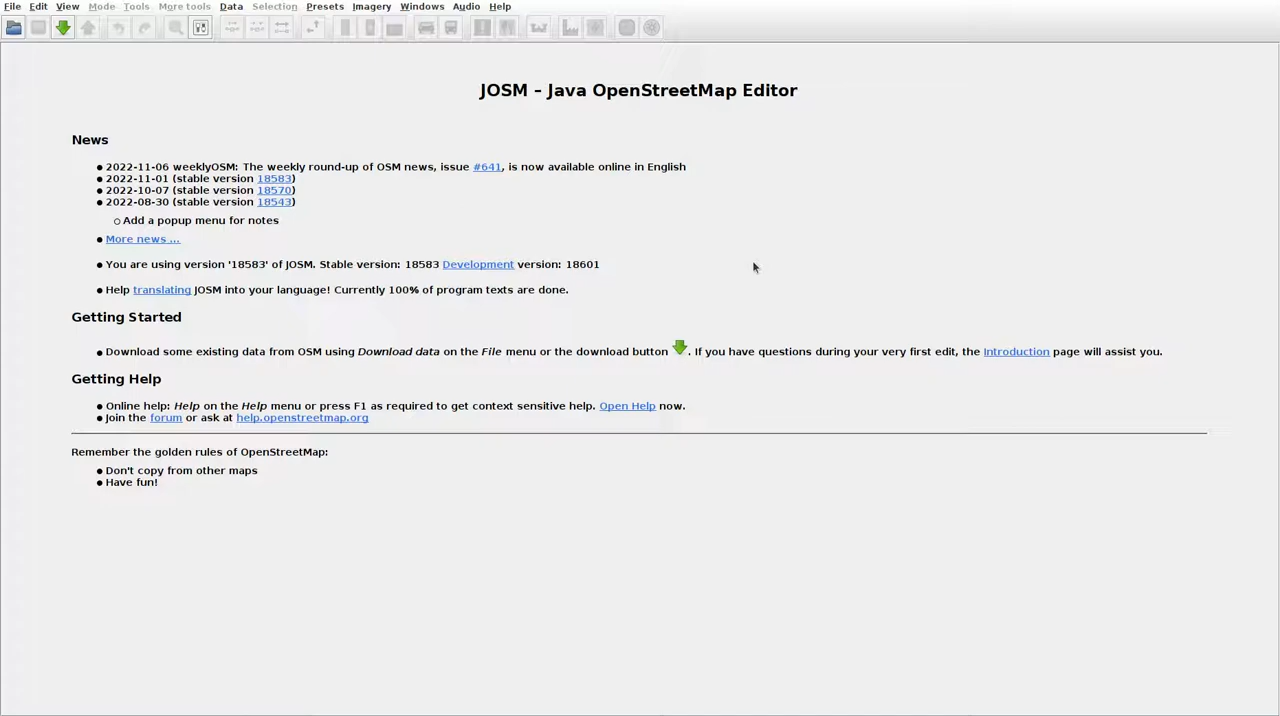 File Edit View Mode Tools More tools Data Selection Presets Imagery Windows Audio Help
JOSM – Java OpenStreetMap Editor
News
2022-11-06 weeklyOSM: The weekly round-up of OSM news, issue #641, is now available online in English
2022-11-01 (stable version 18583)
2022-10-07 (stable version 18570)
2022-08-30 (stable version 18543)
Add a popup menu for notes
More news ...
You are using version '18583' of JOSM. Stable version: 18583 Development version: 18601
Help translating JOSM into your language! Currently 100% of program texts are done.
Getting Started
Download some existing data from OSM using Download data on the File menu or the download button . If you have questions during your very first edit, the Introduction page will assist you.
Getting Help
Online help: Help on the Help menu or press F1 as required to get context sensitive help. Open Help now.
Join the forum or ask at help.openstreetmap.org
Remember the golden rules of OpenStreetMap:
Don't copy from other maps
Have fun!